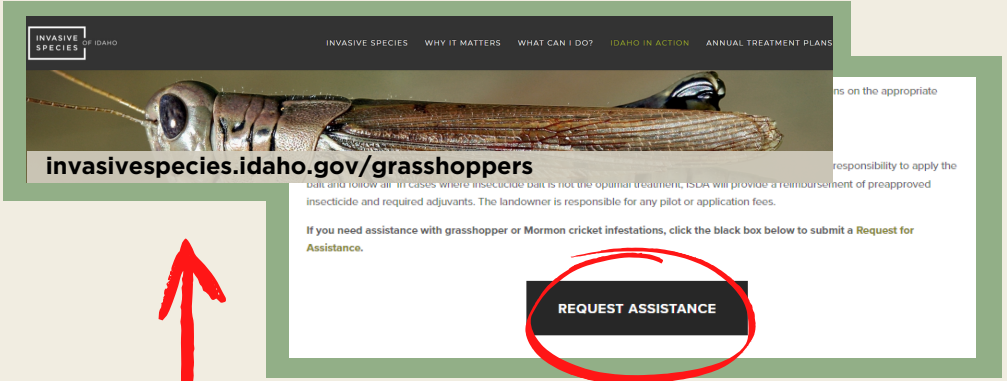 INVASIVE
SPECIES
OF IDAHO
INVASIVE SPECIES WHY IT MATTERS WHAT CAN I DO? IDAHO IN ACTION ANNUAL TREATMENT PLANS
invasivespecies.idaho.gov/grasshoppers
ns on the appropriate
responsibility to apply the
bait and follow all in cases where insecticide bait is not the optimal treatment, ISDA will provide a reimbursement of preapproved
insecticide and required adjuvants. The landowner is responsible for any pilot or application fees.
If you need assistance with grasshopper or Mormon cricket infestations, click the black box below to submit a Request for
Assistance.
REQUEST ASSISTANCE